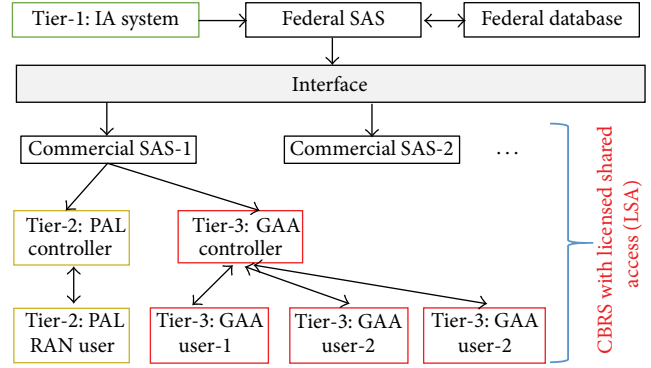 Tier-1: IA system
Federal SAS
Federal database
Interface
Commercial SAS-1
Commercial SAS-2
...
Tier-2: PAL
controller
Tier-3: GAA
controller
Tier-2: PAL
RAN user
Tier-3: GAA
user-1
Tier-3: GAA
user-2
Tier-3: GAA
user-2
CBRS with licensed shared
access (LSA)